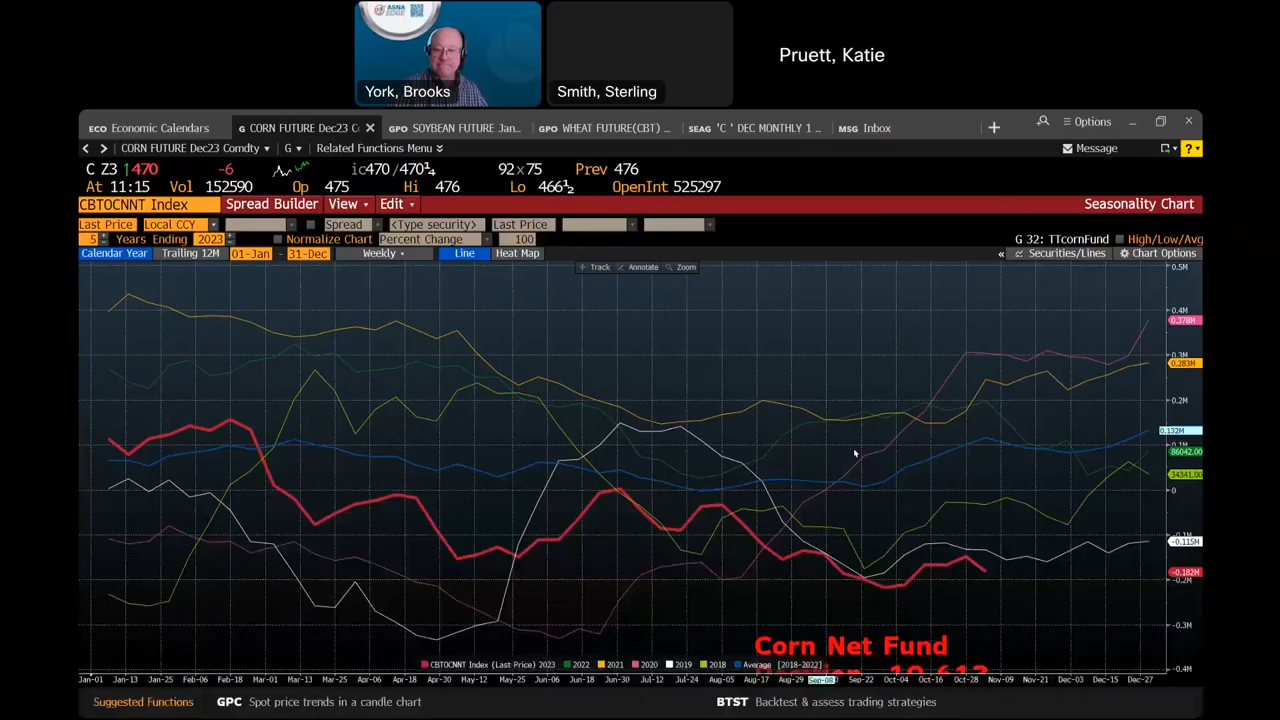 ASNA
EDGE
York, Brooks
Smith, Sterling
Pruett, Katie
ECO Economic Calendars
G CORN FUTURE Dec23 C
GPO SOYBEAN FUTURE Jan...
GPO WHEAT FUTURE(CBT) ...
SEAG 'C ' DEC MONTHLY 1 ...
MSG Inbox
Options
CORN FUTURE Dec23 Comdty
G
Related Functions Menu
Message
?
C Z3 ↑470 -6 ic470 /470¼ 92×75 Prev 476
At 11:15 Vol 152590 Op 475 Hi 476 Lo 466½ OpenInt 525297
CBTOCNNT Index Spread Builder View Edit Seasonality Chart
Last Price Local CCY Spread <Type security> Last Price
5 Years Ending 2023 Normalize Chart Percent Change 100 G 32: TTcornFund High/Low/Avg
Calendar Year Trailing 12M 01-Jan - 31-Dec Weekly Line Heat Map « Securities/Lines Chart Options
Track Annotate Zoom
0.5M
0.4M
0.378M
0.3M
0.283M
0.2M
0.132M
0.1M
86042.00
34341.00
0
-0.1M
-0.115M
-0.182M
-0.2M
-0.3M
-0.4M
Corn Net Fund
CBTOCNNT Index (Last Price) 2023 2022 2021 2020 2019 2018 Average [2018-2022]
Jan-01 Jan-13 Jan-25 Feb-06 Feb-18 Mar-01 Mar-13 Mar-25 Apr-06 Apr-18 Apr-30 May-12 May-25 Jun-06 Jun-18 Jun-30 Jul-12 Jul-24 Aug-05 Aug-17 Aug-29 Sep-08 Sep-22 Oct-04 Oct-16 Oct-28 Nov-09 Nov-21 Dec-03 Dec-15 Dec-27
Suggested Functions GPC Spot price trends in a candle chart BTST Backtest & assess trading strategies